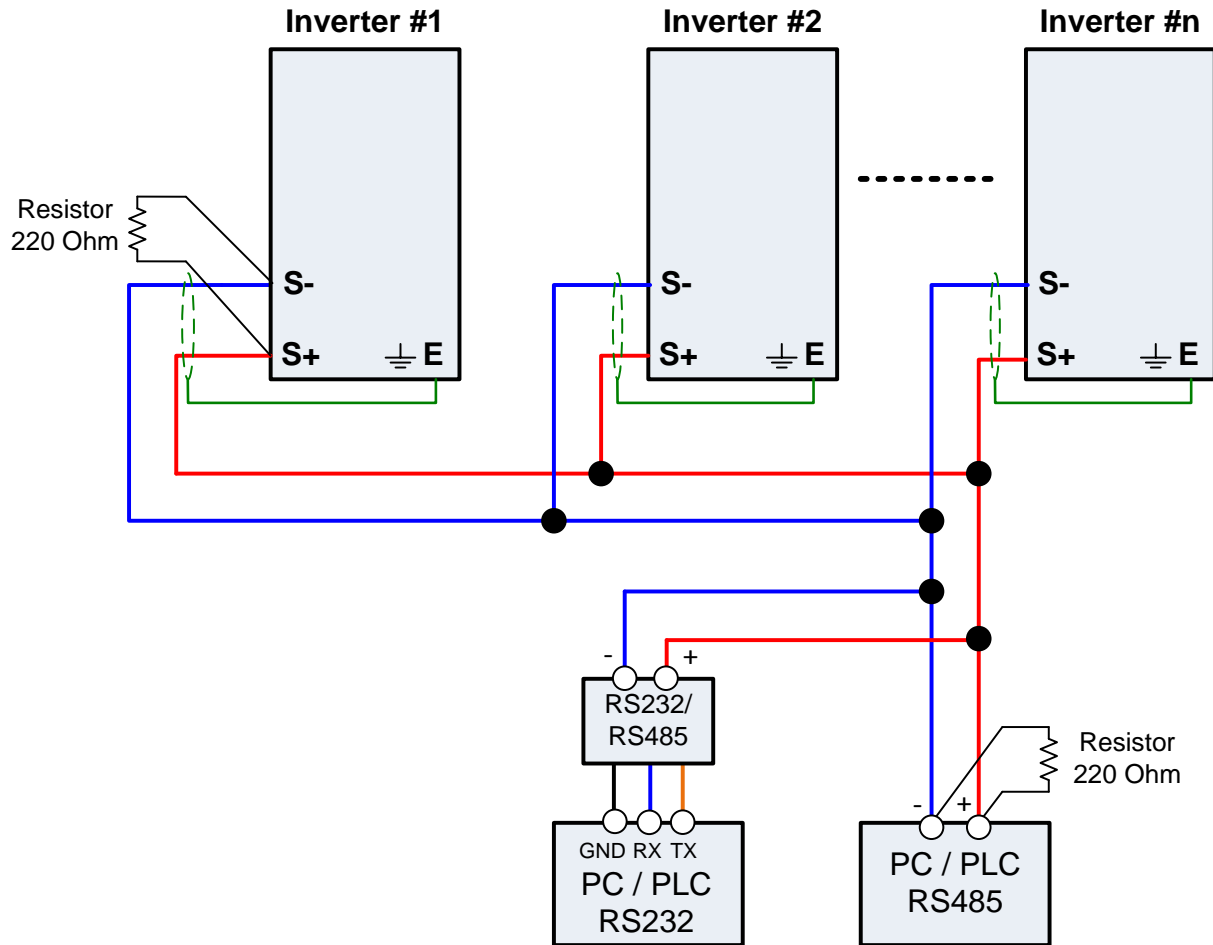 Inverter #1
Inverter #2
Inverter #n
Resistor
220 Ohm
S-
S+
E
S-
S+
E
S-
S+
E
-
+
RS232/
RS485
GND RX TX
PC / PLC
RS232
-
+
Resistor
220 Ohm
PC / PLC
RS485